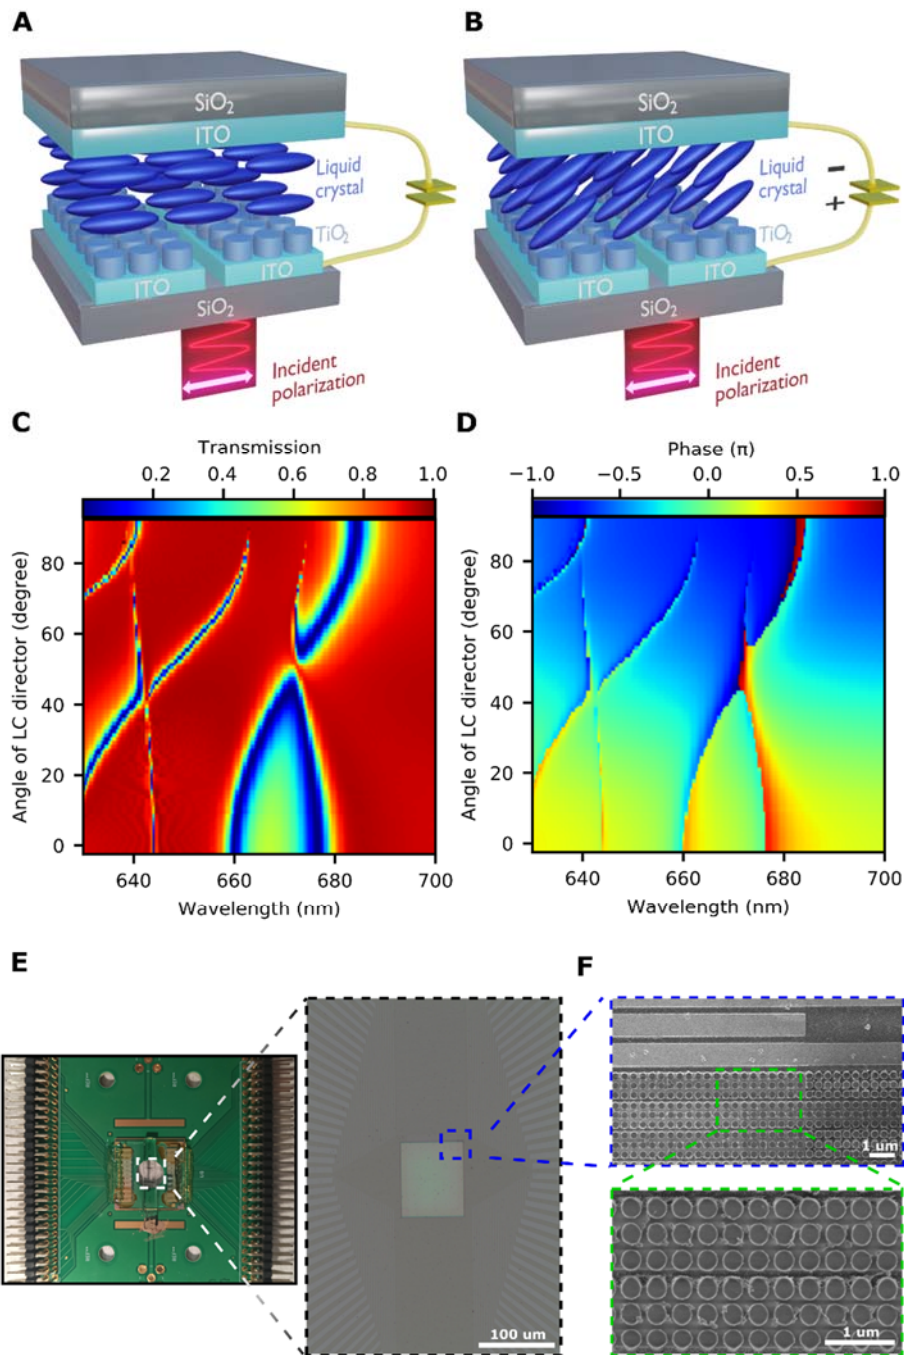 A
SiO₂
ITO
Liquid
crystal
TiO₂
ITO
ITO
SiO₂
Incident
polarization
B
SiO₂
ITO
Liquid
crystal
−
+
TiO₂
ITO
ITO
SiO₂
Incident
polarization
C
Transmission
0.2 0.4 0.6 0.8 1.0
Angle of LC director (degree)
80
60
40
20
0
640 660 680 700
Wavelength (nm)
D
Phase (π)
−1.0 −0.5 0.0 0.5 1.0
Angle of LC director (degree)
80
60
40
20
0
640 660 680 700
Wavelength (nm)
E
100 um
F
1 um
1 um